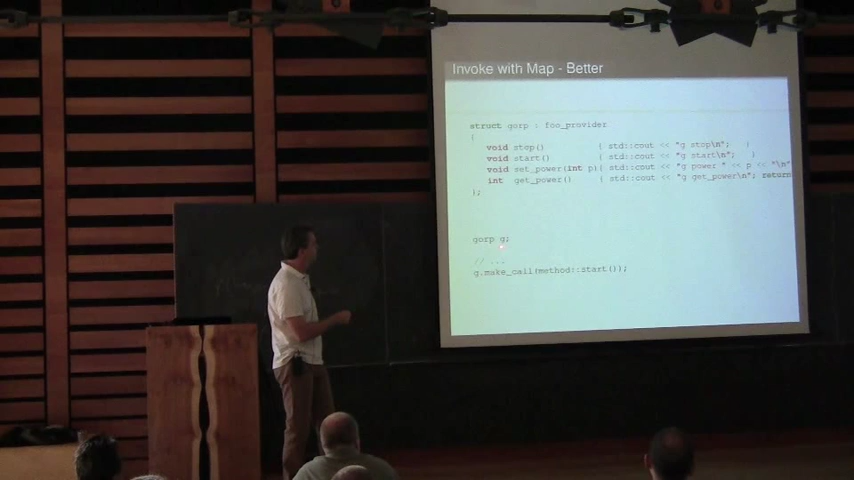 Invoke with Map - Better
struct gorp : foo_provider
{
void stop() { std::cout << "g stop\n"; }
void start() { std::cout << "g start\n"; }
void set_power(int p){ std::cout << "g power " << p << "\n"
int get_power() { std::cout << "g get_power\n"; return
};
gorp g;
// ...
g.make_call(method::start());